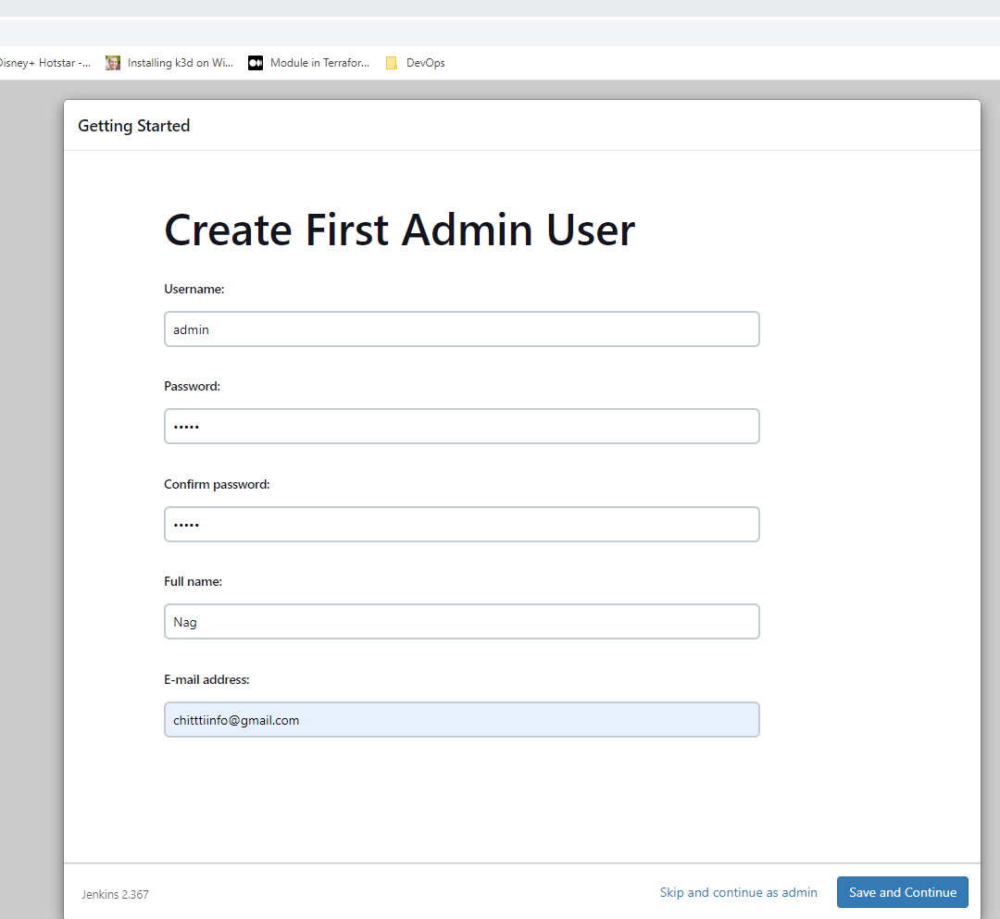 Disney+ Hotstar -... Installing k3d on Wi... Module in Terrafor... DevOps
Getting Started
Create First Admin User
Username:
admin
Password:
•••••
Confirm password:
•••••
Full name:
Nag
E-mail address:
chitttiinfo@gmail.com
Jenkins 2.367 Skip and continue as admin Save and Continue